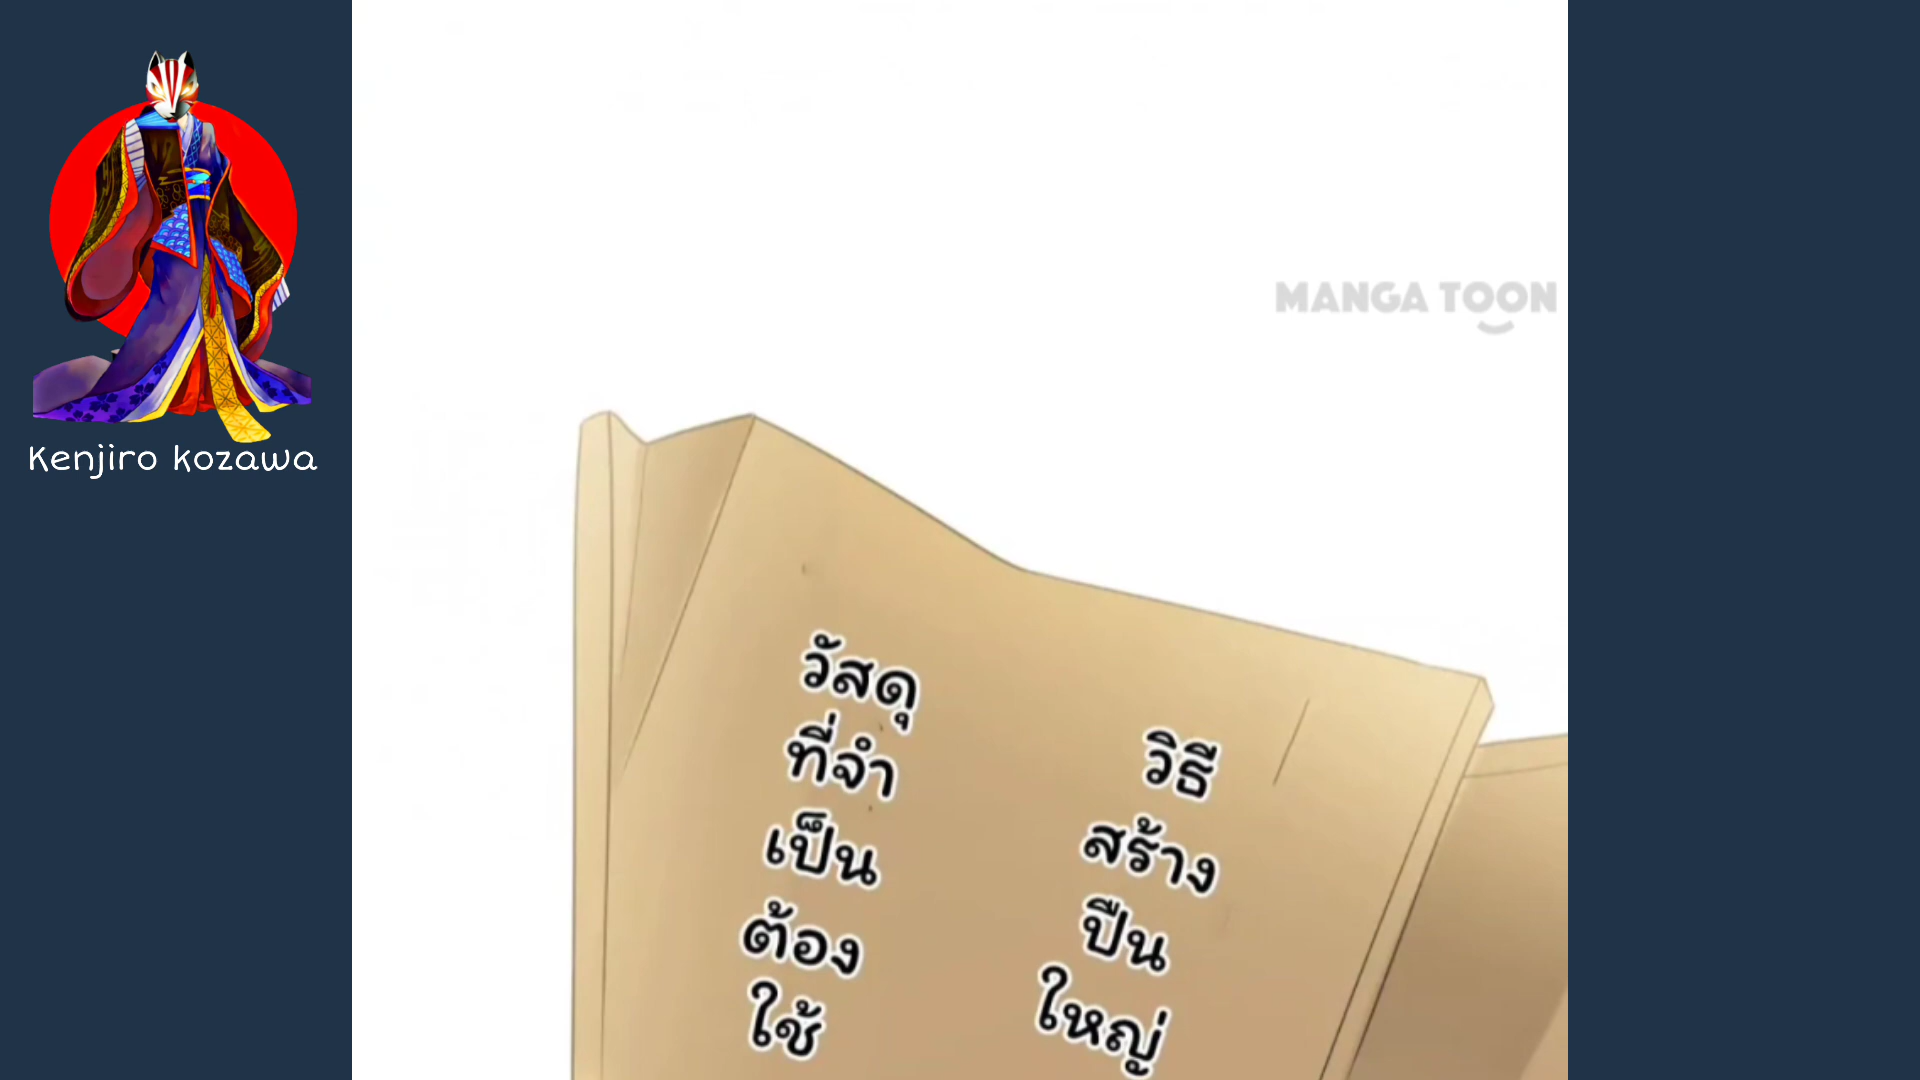 Kenjiro kozawa
MANGA TOON
วัสดุ
ที่จำ
เป็น
ต้อง
ใช้
วิธี
สร้าง
ปืน
ใหญ่